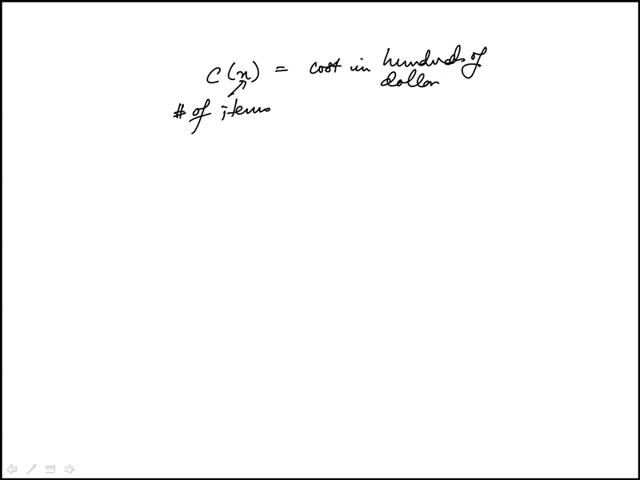 C(x) = cost in hundreds of
dollar
# of items